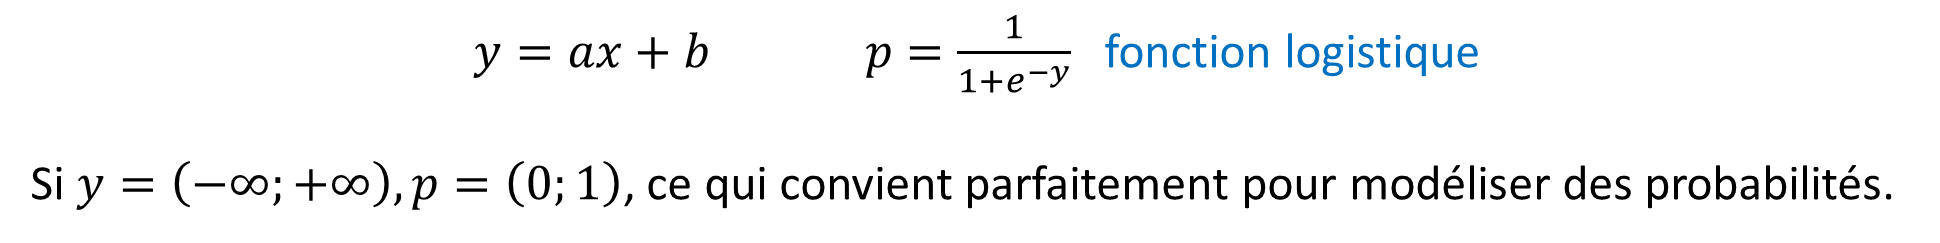 y = ax + b p = 1/(1+e^{−y}) fonction logistique
Si y = (−∞; +∞), p = (0; 1), ce qui convient parfaitement pour modéliser des probabilités.